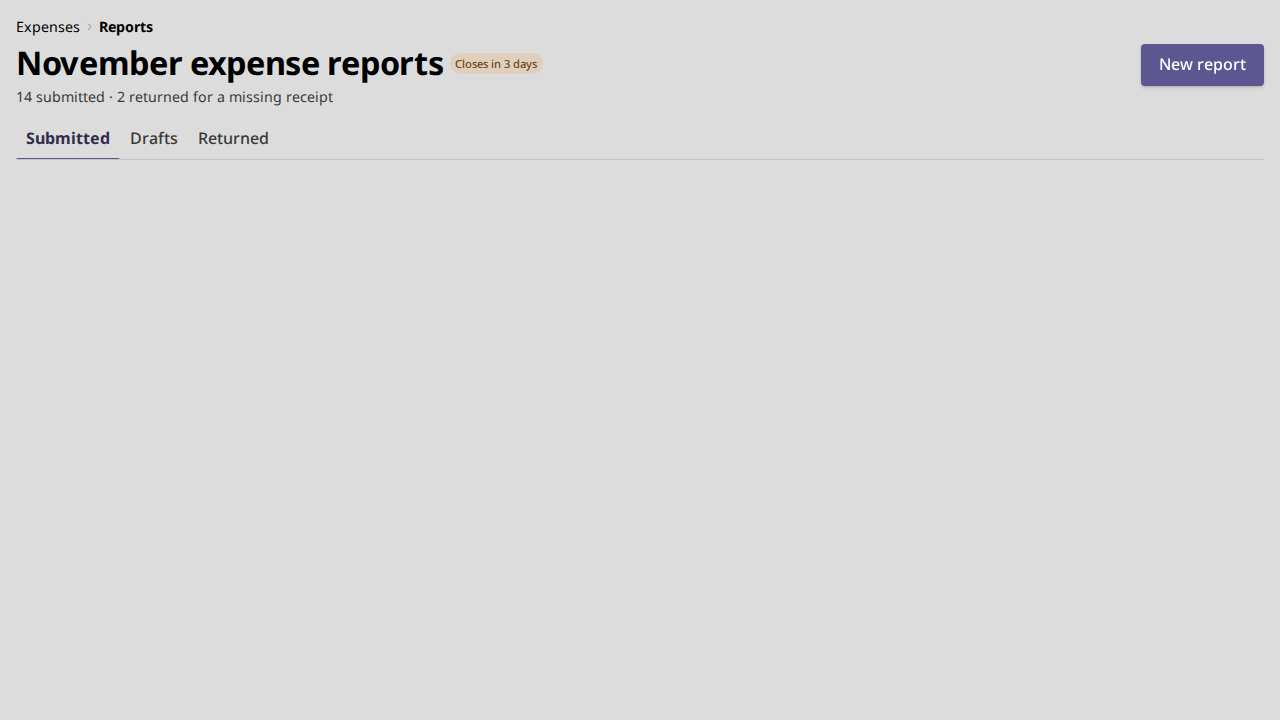 Expenses > Reports
November expense reports Closes in 3 days
New report
14 submitted · 2 returned for a missing receipt
Submitted Drafts Returned